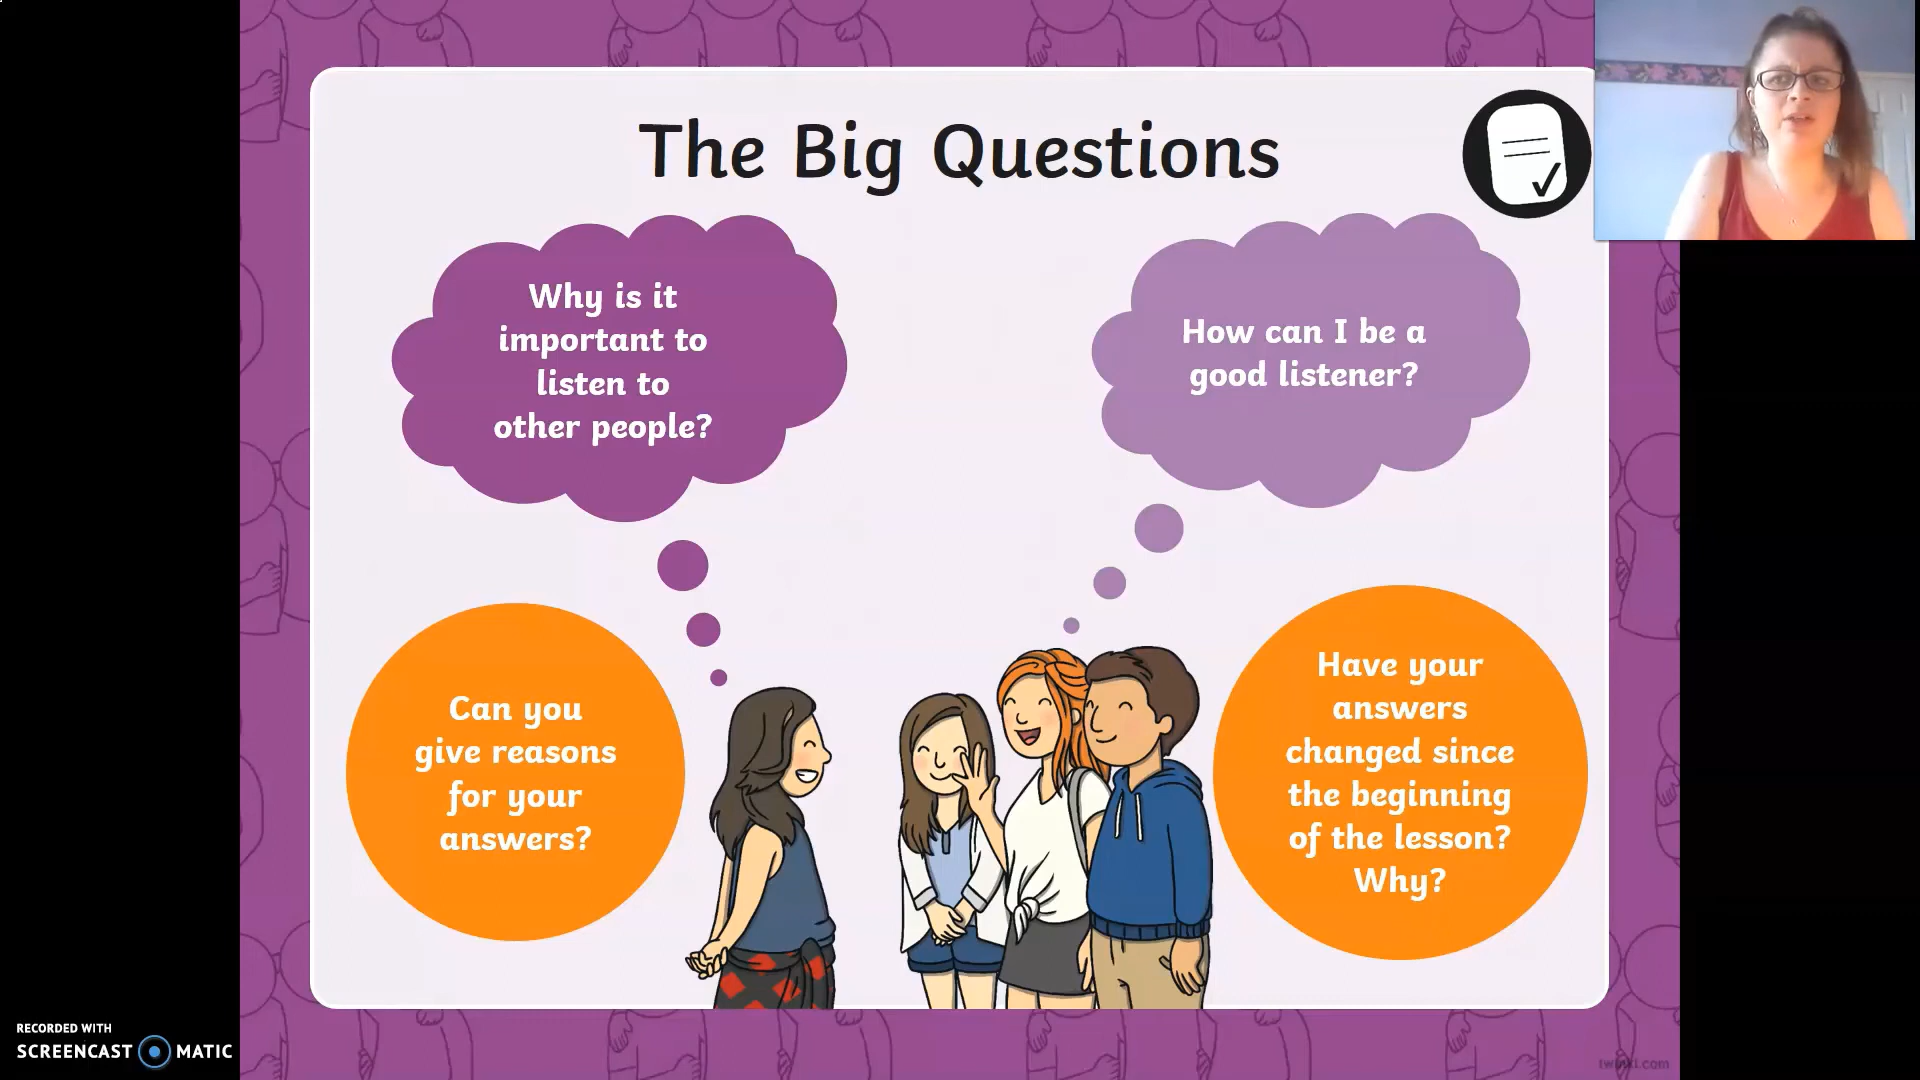 The Big Questions
Why is it
important to
listen to
other people?
How can I be a
good listener?
Can you
give reasons
for your
answers?
Have your
answers
changed since
the beginning
of the lesson?
Why?
RECORDED WITH
SCREENCAST MATIC
twinkl.com